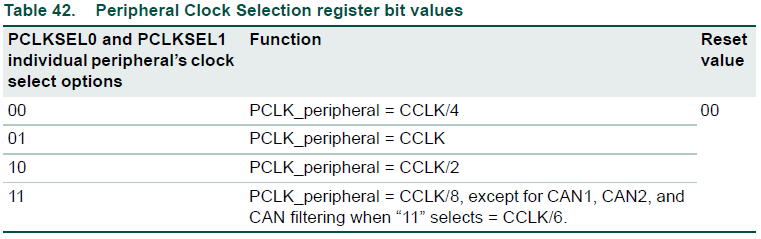 Table 42. Peripheral Clock Selection register bit values
PCLKSEL0 and PCLKSEL1 Function Reset
individual peripheral's clock value
select options
00 PCLK_peripheral = CCLK/4 00
01 PCLK_peripheral = CCLK
10 PCLK_peripheral = CCLK/2
11 PCLK_peripheral = CCLK/8, except for CAN1, CAN2, and
CAN filtering when “11” selects = CCLK/6.